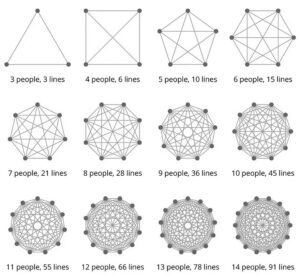 3 people, 3 lines
4 people, 6 lines
5 people, 10 lines
6 people, 15 lines
7 people, 21 lines
8 people, 28 lines
9 people, 36 lines
10 people, 45 lines
11 people, 55 lines
12 people, 66 lines
13 people, 78 lines
14 people, 91 lines